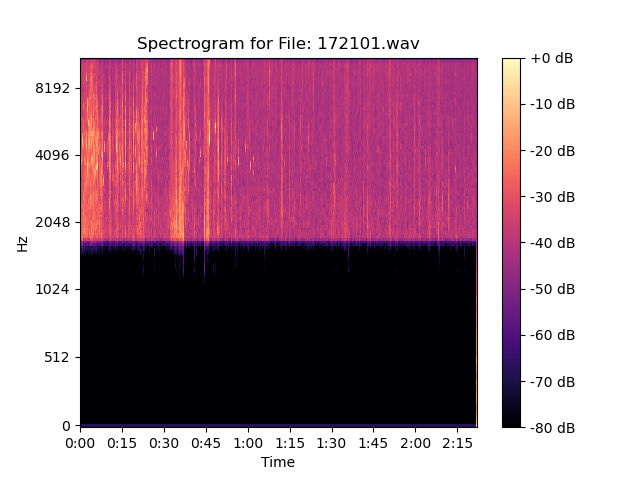 Spectrogram for File: 172101.wav
+0 dB
8192
-10 dB
4096
-20 dB
-30 dB
2048
Hz
-40 dB
1024
-50 dB
512
-60 dB
-70 dB
0
-80 dB
0:00 0:15 0:30 0:45 1:00 1:15 1:30 1:45 2:00 2:15
Time